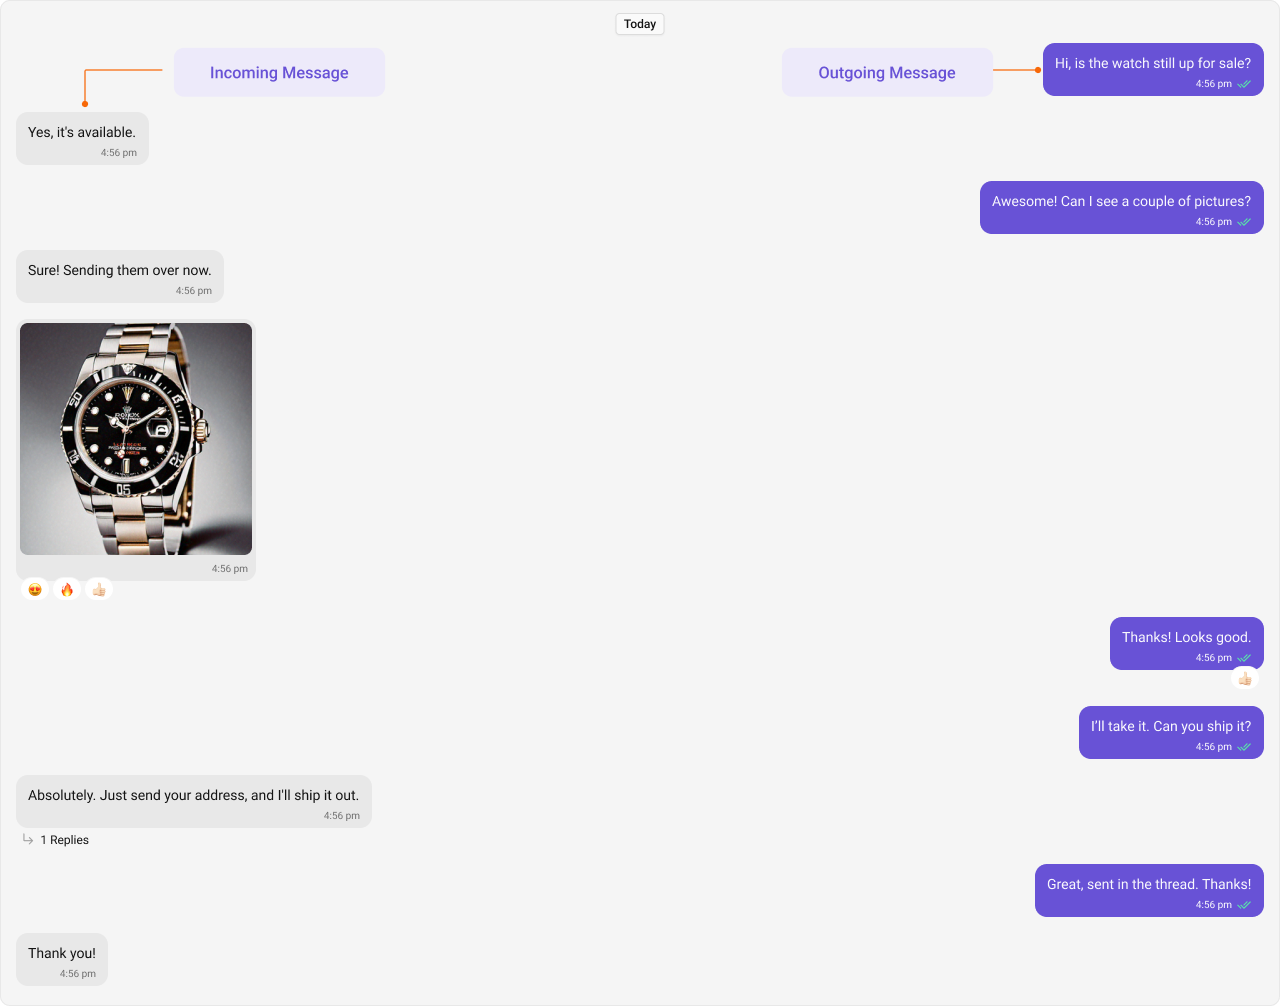 Today
Incoming Message
Outgoing Message
Hi, is the watch still up for sale?
4:56 pm
Yes, it's available.
4:56 pm
Awesome! Can I see a couple of pictures?
4:56 pm
Sure! Sending them over now.
4:56 pm
05
4:56 pm
Thanks! Looks good.
4:56 pm
I'll take it. Can you ship it?
4:56 pm
Absolutely. Just send your address, and I'll ship it out.
4:56 pm
1 Replies
Great, sent in the thread. Thanks!
4:56 pm
Thank you!
4:56 pm